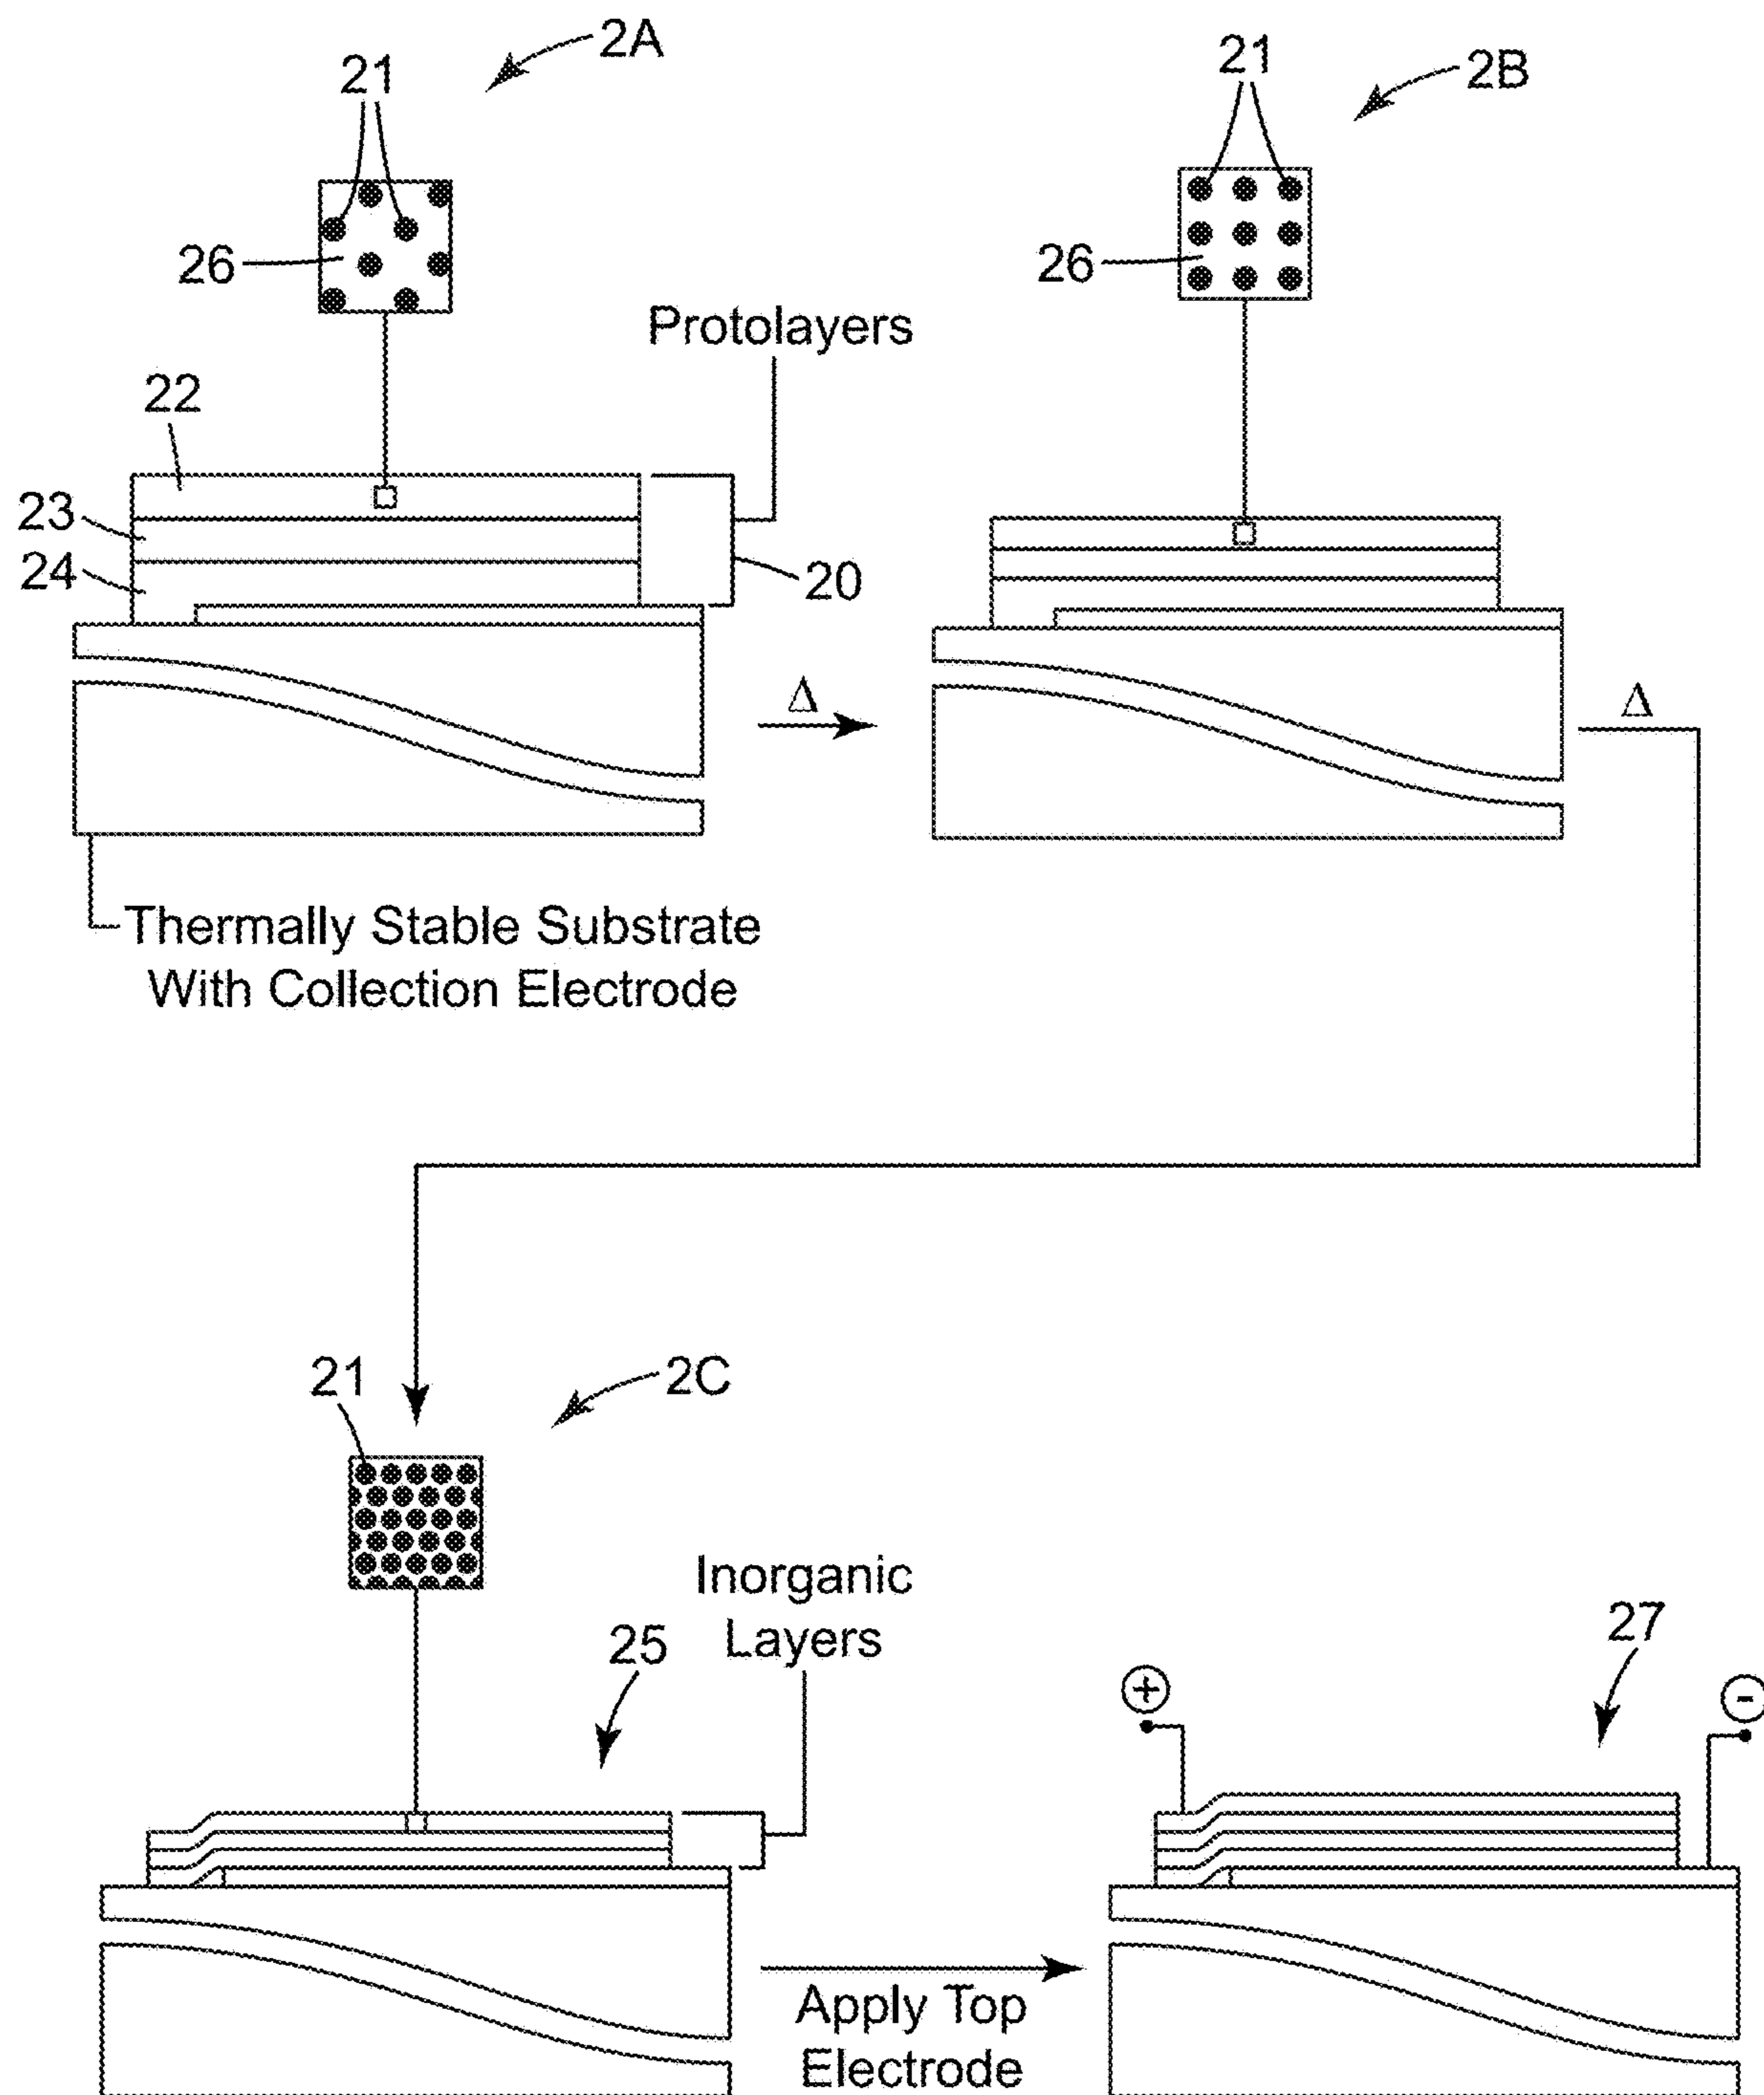 2A
21
2B
21
26
26
Protolayers
22
23
24
20
Δ
Δ
Thermally Stable Substrate
With Collection Electrode
21
2C
Inorganic
Layers
25
27
+
-
Apply Top
Electrode